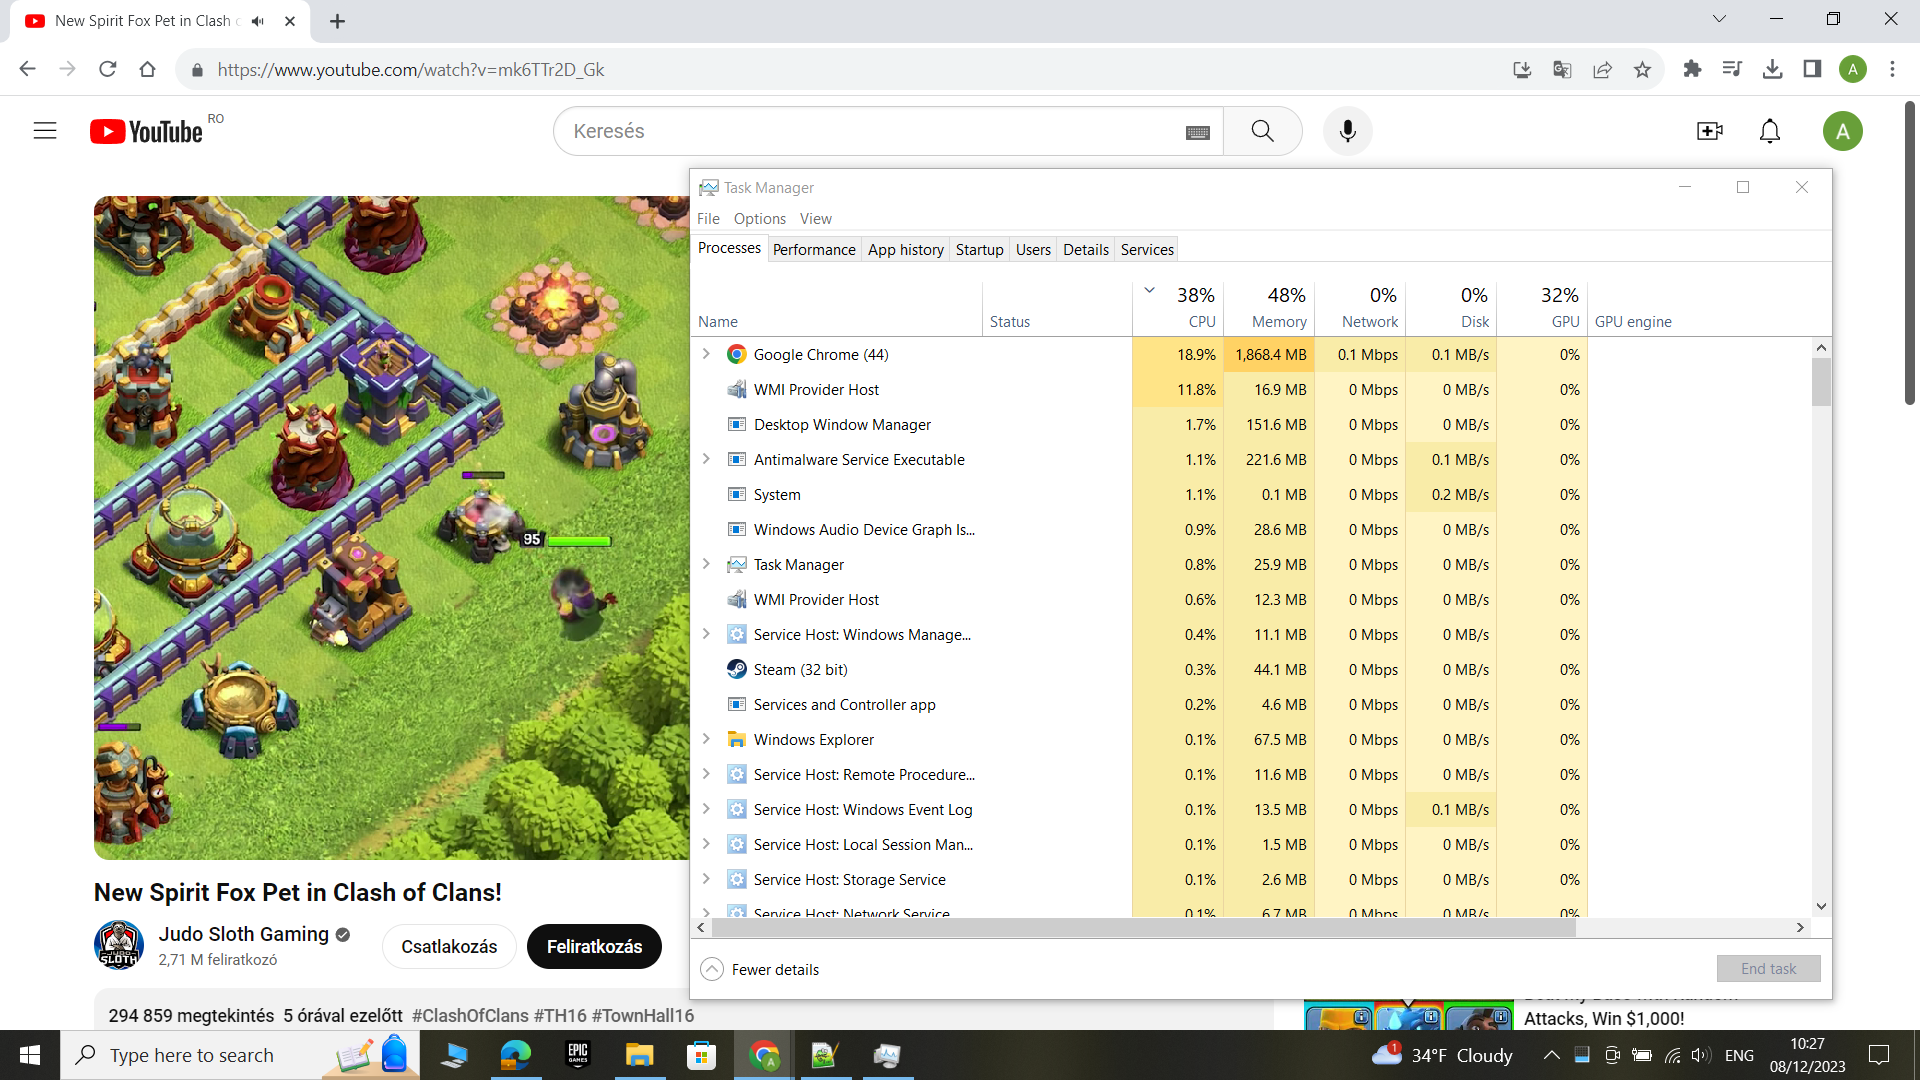 New Spirit Fox Pet in Clash
https://www.youtube.com/watch?v=mk6TTr2D_Gk
A
YouTube RO
Keresés
A
95
Task Manager
File Options View
Processes Performance App history Startup Users Details Services
38% 48% 0% 0% 32%
Name Status CPU Memory Network Disk GPU GPU engine
Google Chrome (44) 18.9% 1,868.4 MB 0.1 Mbps 0.1 MB/s 0%
WMI Provider Host 11.8% 16.9 MB 0 Mbps 0 MB/s 0%
Desktop Window Manager 1.7% 151.6 MB 0 Mbps 0 MB/s 0%
Antimalware Service Executable 1.1% 221.6 MB 0 Mbps 0.1 MB/s 0%
System 1.1% 0.1 MB 0 Mbps 0.2 MB/s 0%
Windows Audio Device Graph Is... 0.9% 28.6 MB 0 Mbps 0 MB/s 0%
Task Manager 0.8% 25.9 MB 0 Mbps 0 MB/s 0%
WMI Provider Host 0.6% 12.3 MB 0 Mbps 0 MB/s 0%
Service Host: Windows Manage... 0.4% 11.1 MB 0 Mbps 0 MB/s 0%
Steam (32 bit) 0.3% 44.1 MB 0 Mbps 0 MB/s 0%
Services and Controller app 0.2% 4.6 MB 0 Mbps 0 MB/s 0%
Windows Explorer 0.1% 67.5 MB 0 Mbps 0 MB/s 0%
Service Host: Remote Procedure... 0.1% 11.6 MB 0 Mbps 0 MB/s 0%
Service Host: Windows Event Log 0.1% 13.5 MB 0 Mbps 0.1 MB/s 0%
Service Host: Local Session Man... 0.1% 1.5 MB 0 Mbps 0 MB/s 0%
Service Host: Storage Service 0.1% 2.6 MB 0 Mbps 0 MB/s 0%
Service Host: Network Service 0.1% 6.7 MB 0 Mbps 0 MB/s 0%
Fewer details End task
New Spirit Fox Pet in Clash of Clans!
Judo Sloth Gaming
2,71 M feliratkozó
JUDO SLOTH
Csatlakozás Feliratkozás
294 859 megtekintés 5 órával ezelőtt #ClashOfClans #TH16 #TownHall16
Attacks, Win $1,000!
Type here to search
EPIC GAMES
A
1
34°F Cloudy
ENG
10:27
08/12/2023